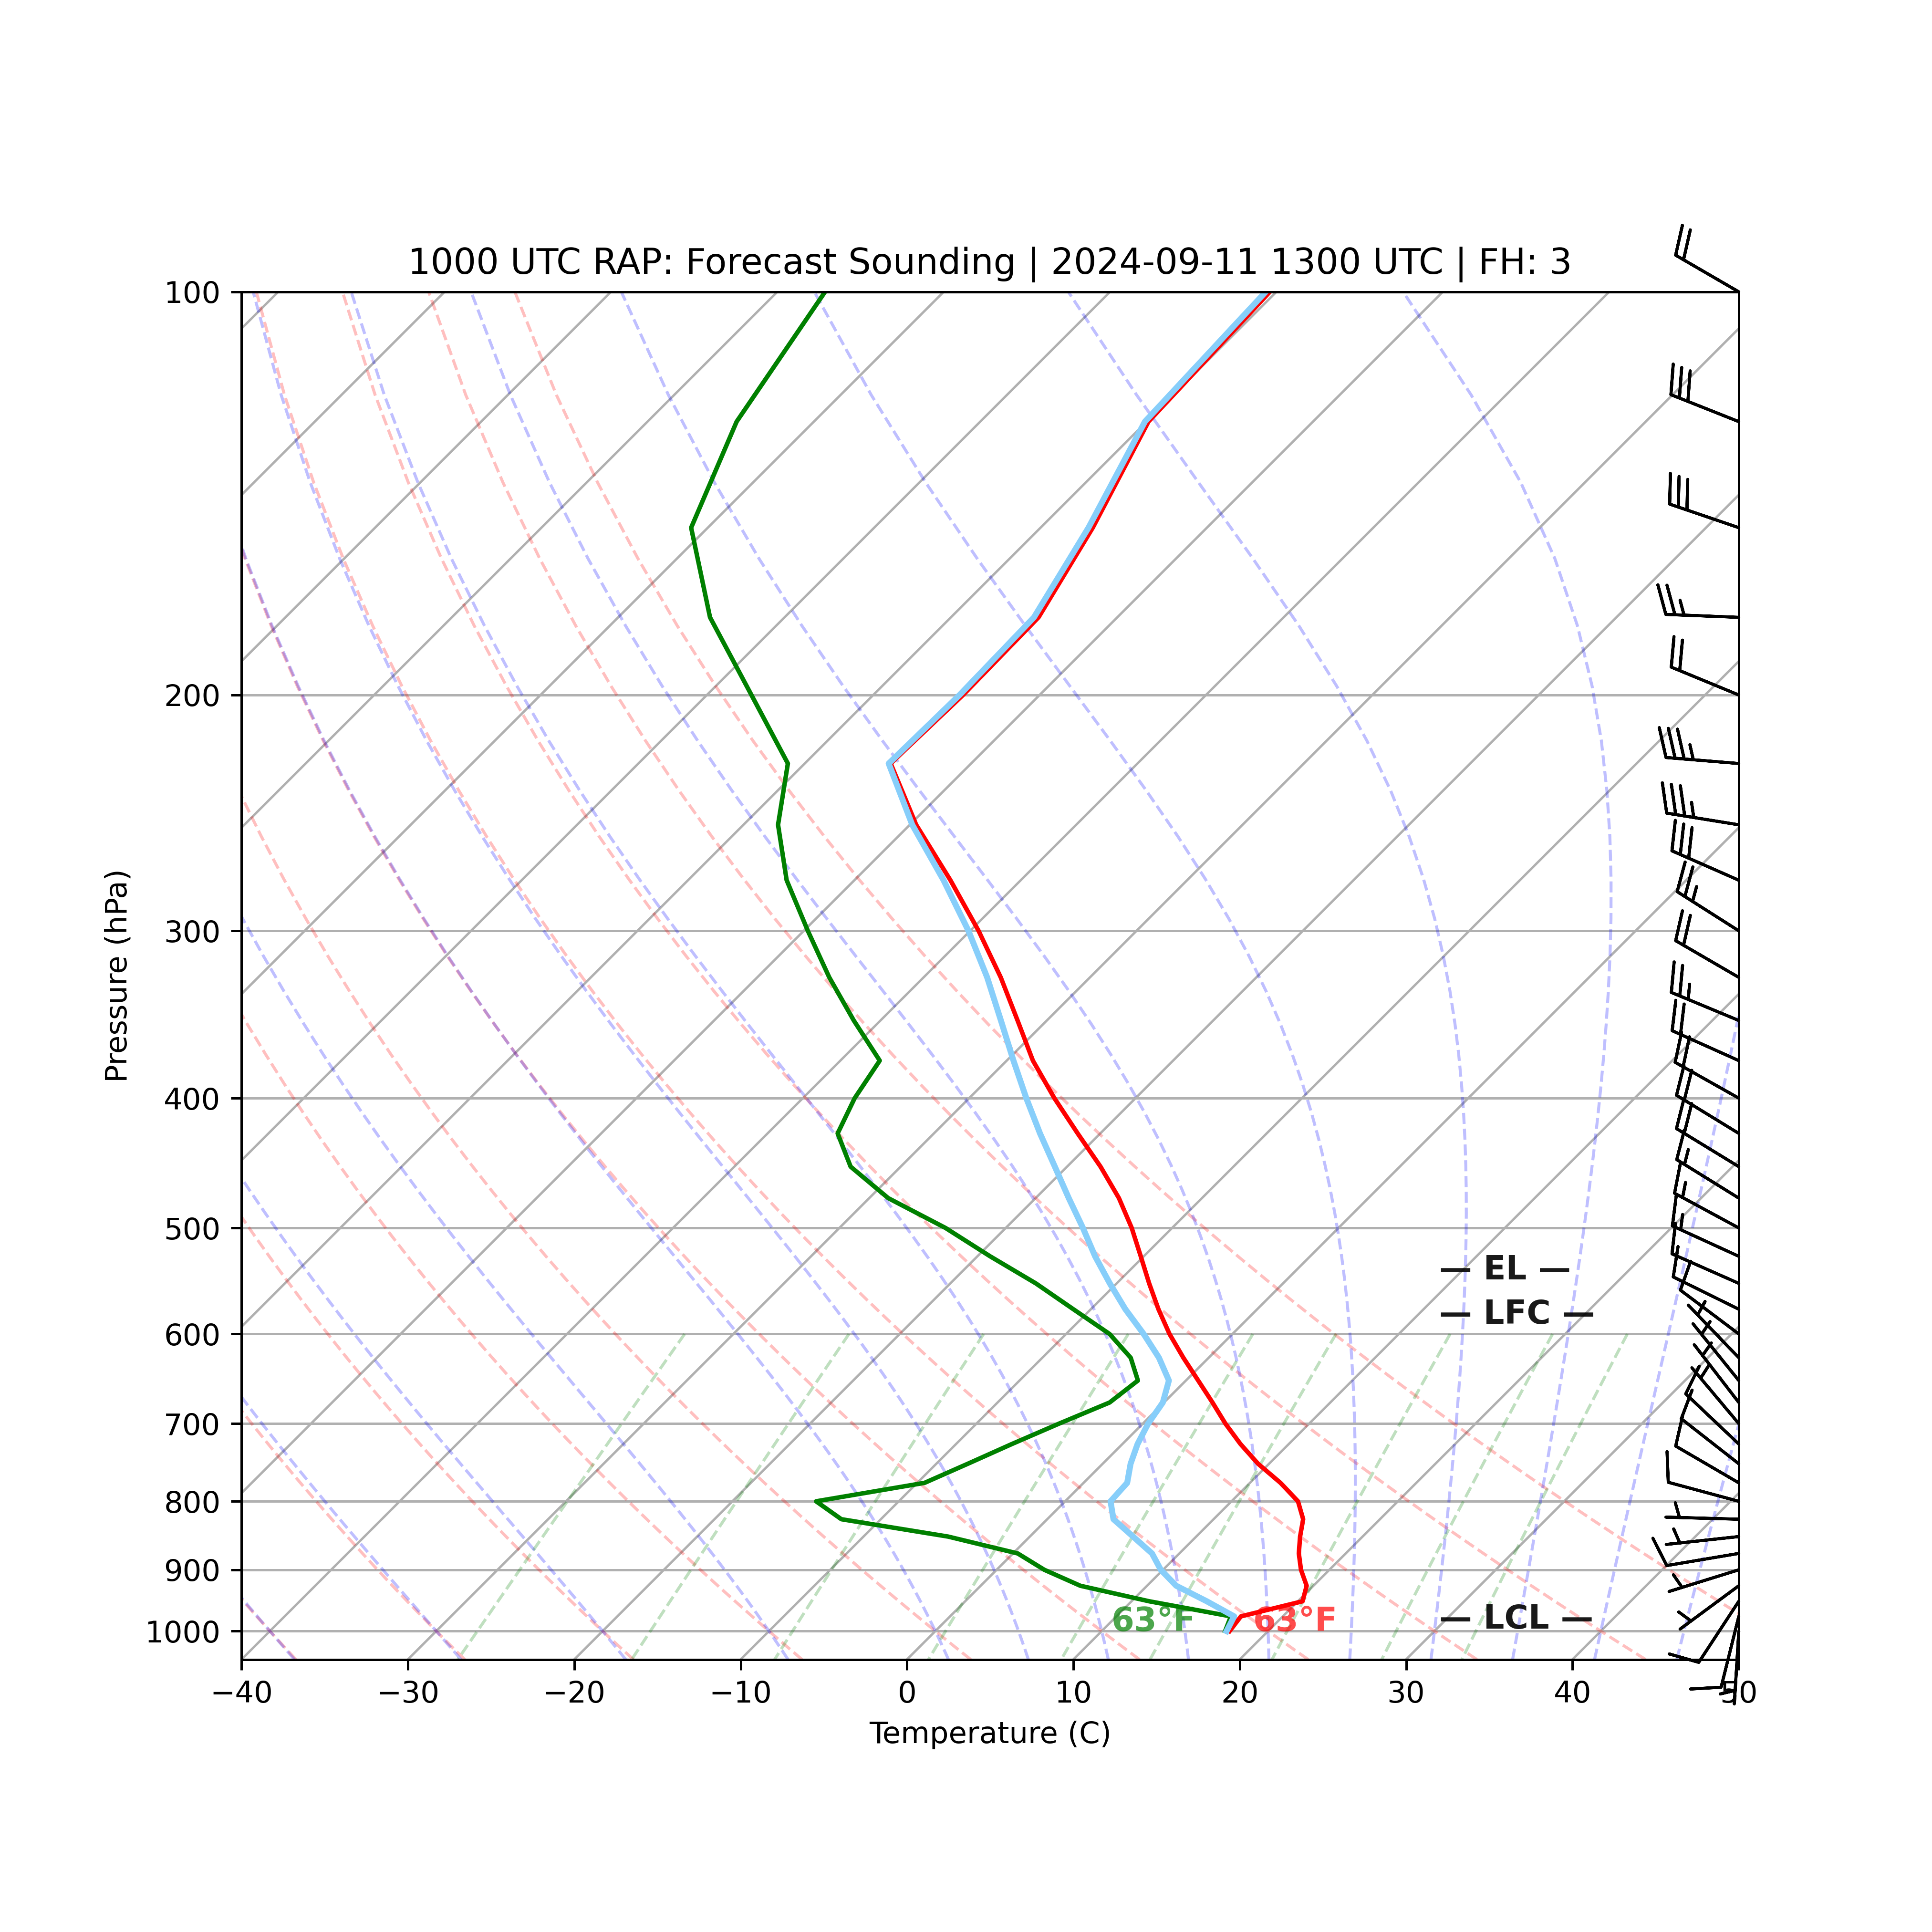 1000 UTC RAP: Forecast Sounding | 2024-09-11 1300 UTC | FH: 3
100
200
300
400
500
600
700
800
900
1000
Pressure (hPa)
— EL —
— LFC —
— LCL —
63°F 63°F
−40 −30 −20 −10 0 10 20 30 40 50
Temperature (C)